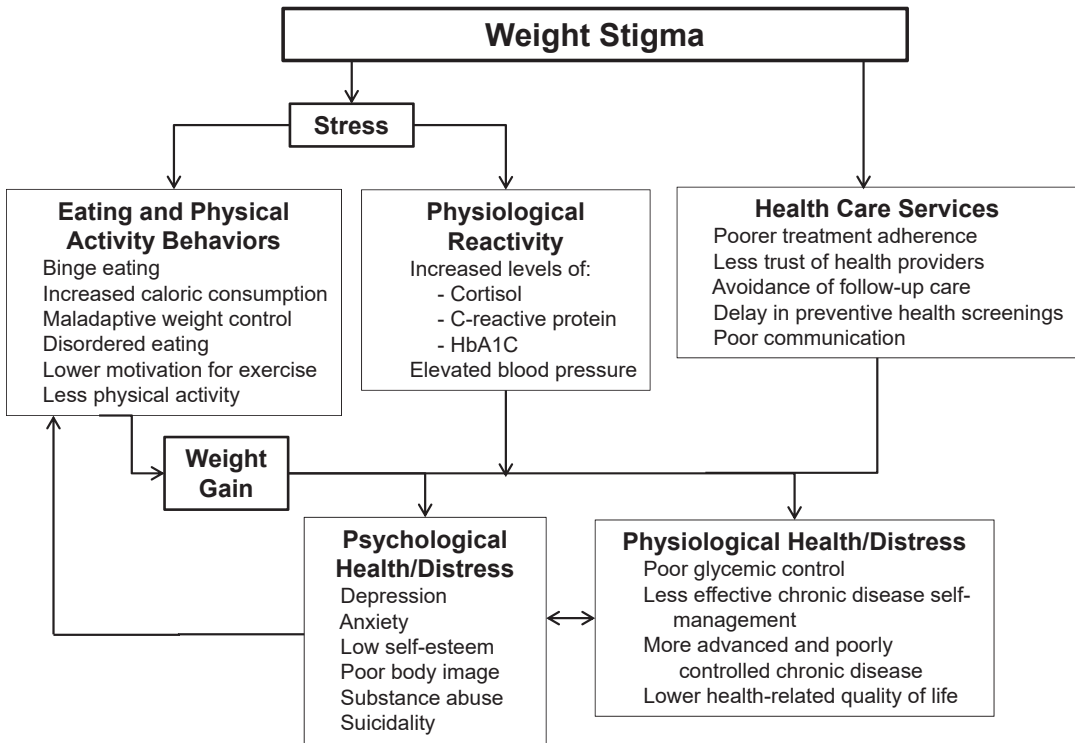 Weight Stigma
Stress
Eating and Physical
Activity Behaviors
Binge eating
Increased caloric consumption
Maladaptive weight control
Disordered eating
Lower motivation for exercise
Less physical activity
Physiological
Reactivity
Increased levels of:
- Cortisol
- C-reactive protein
- HbA1C
Elevated blood pressure
Health Care Services
Poorer treatment adherence
Less trust of health providers
Avoidance of follow-up care
Delay in preventive health screenings
Poor communication
Weight
Gain
Psychological
Health/Distress
Depression
Anxiety
Low self-esteem
Poor body image
Substance abuse
Suicidality
Physiological Health/Distress
Poor glycemic control
Less effective chronic disease self-
management
More advanced and poorly
controlled chronic disease
Lower health-related quality of life